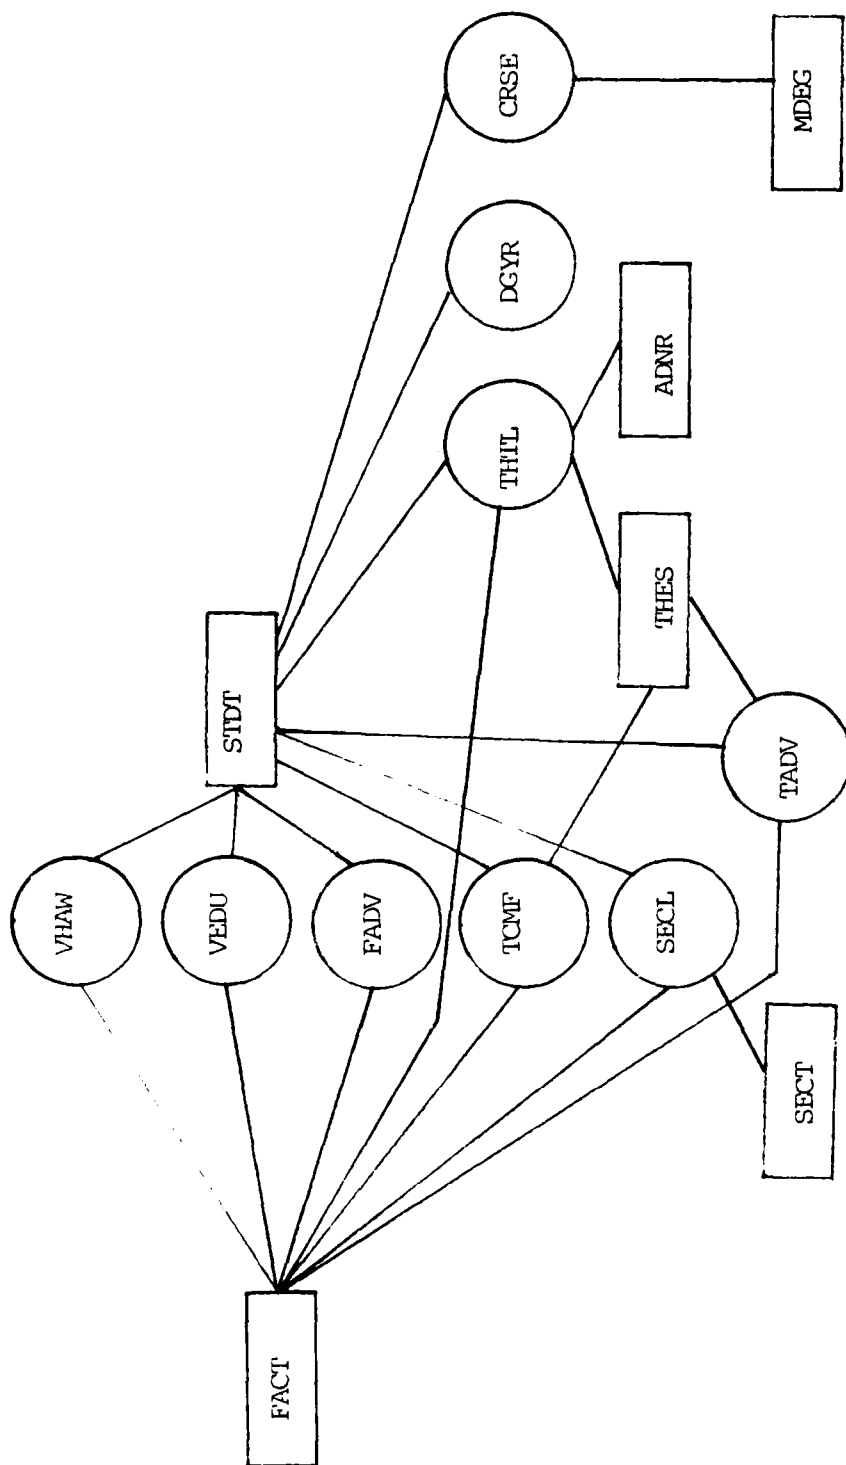 CRSE
MDEG
DGYR
ADNR
THTL
THES
STDT
TADV
VHAW
VEDU
FADV
TCMF
SECL
SECT
FACT